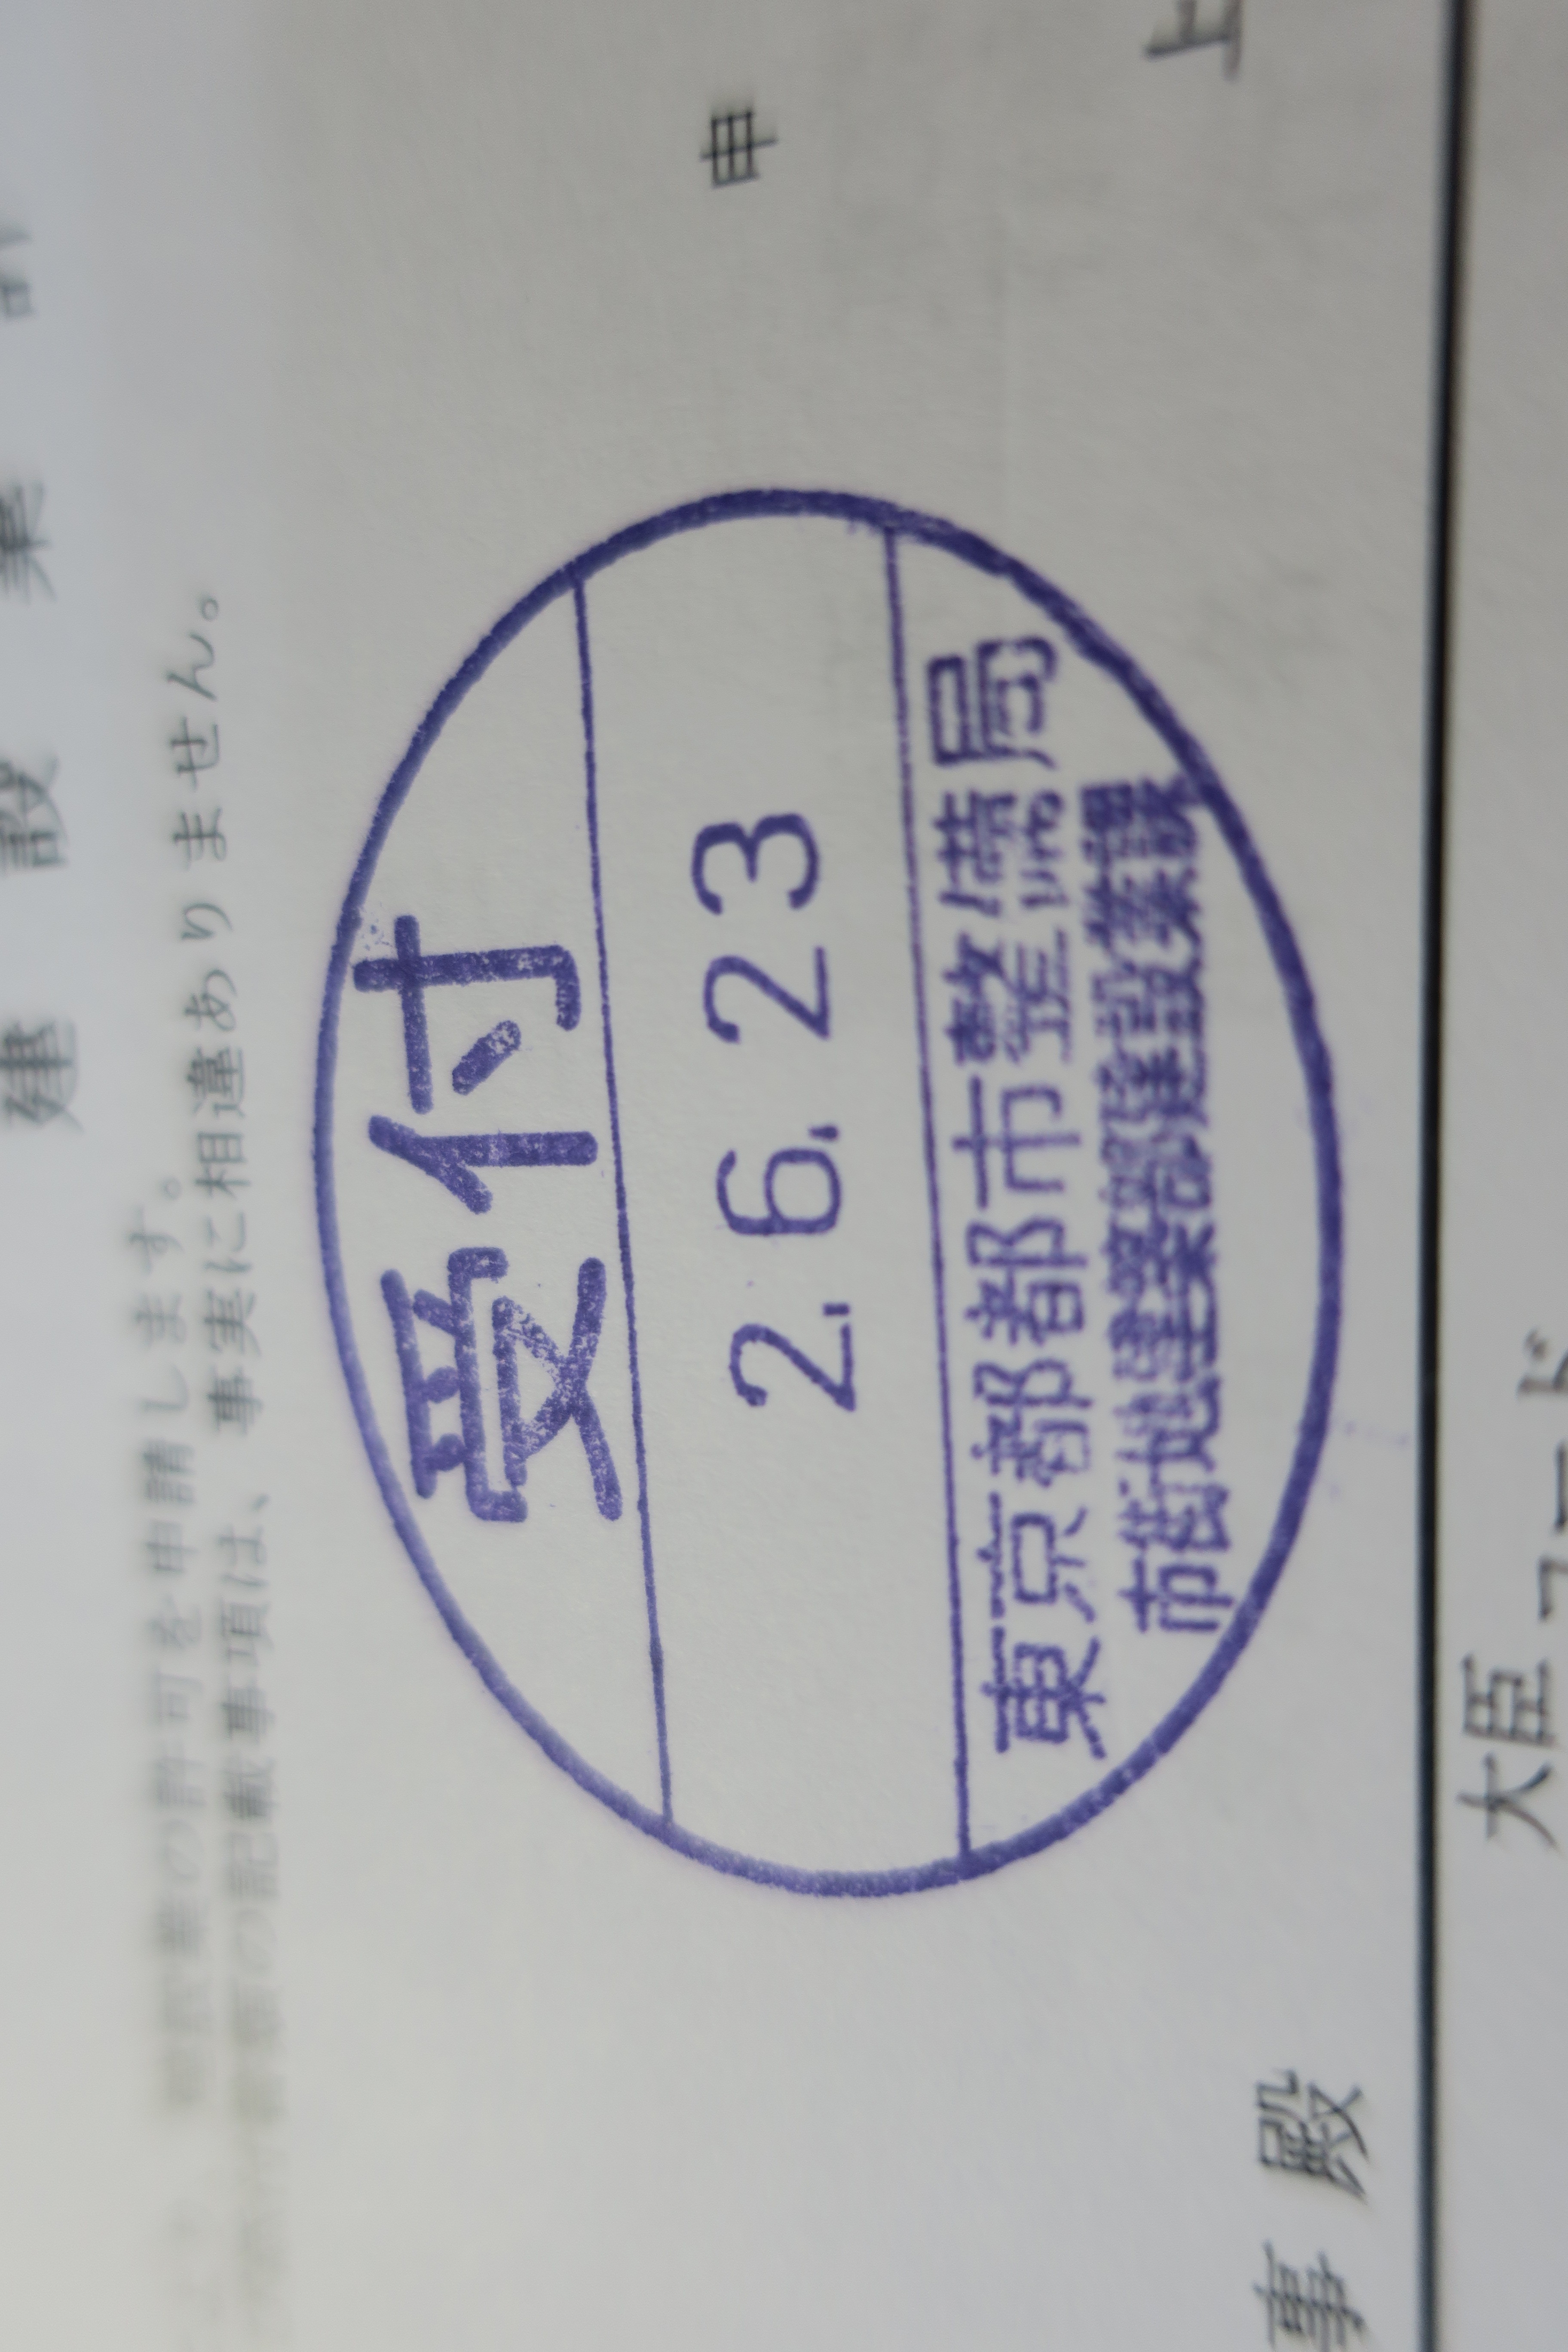 建設業許
建設業の許可を申請します。
の記載事項は、事実に相違ありません。
申
受付
2.6.23
東京都都市整備局
市街地建築部建設業課
上
事殿
大臣コード